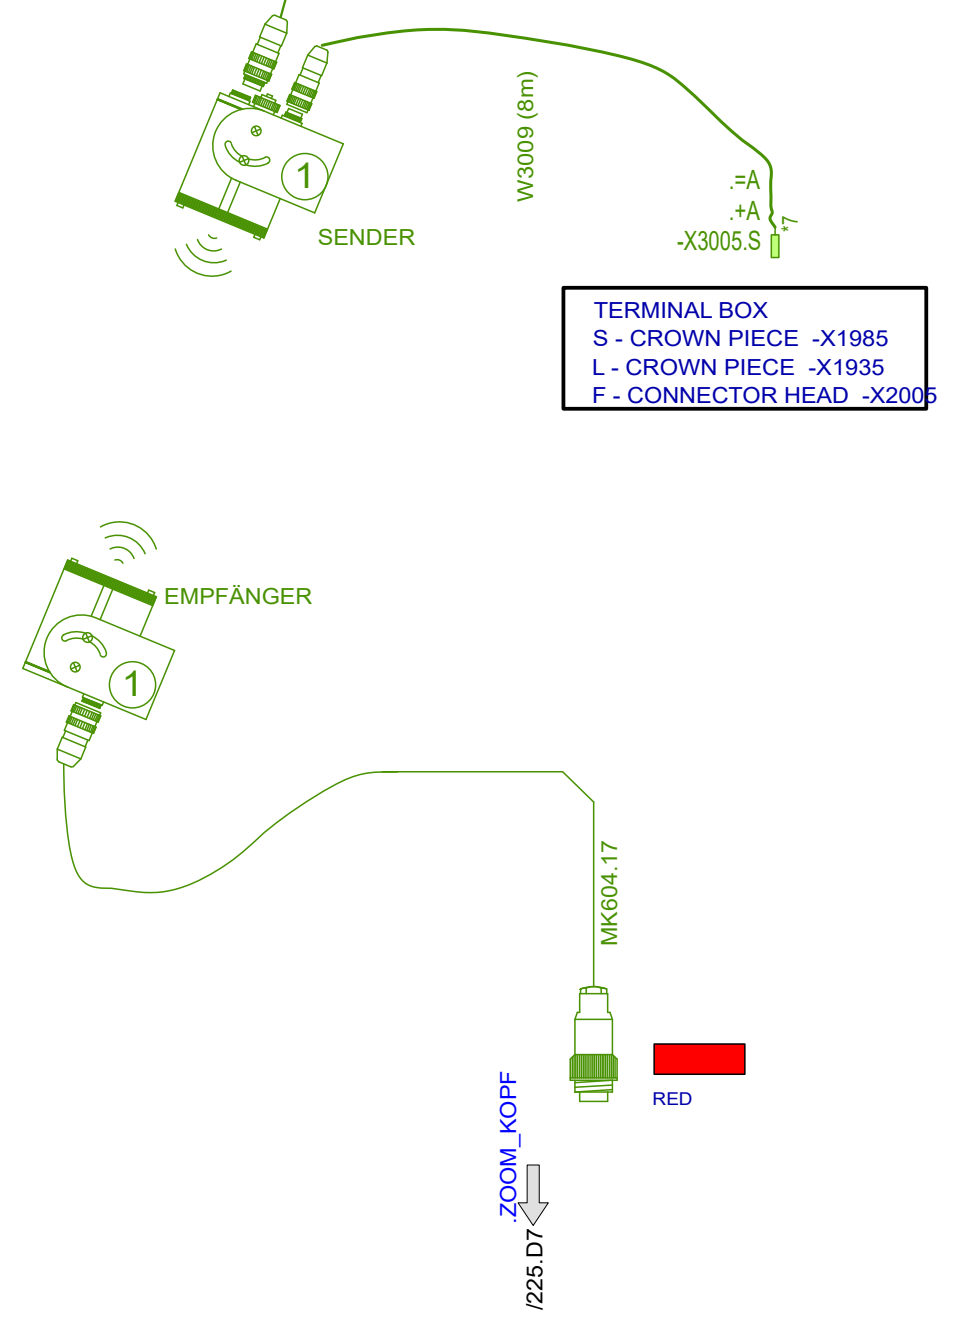 1
W3009 (8m)
.=A
.+A
-X3005.S
*7
SENDER
TERMINAL BOX
S - CROWN PIECE -X1985
L - CROWN PIECE -X1935
F - CONNECTOR HEAD -X2005
EMPFÄNGER
1
MK604.17
RED
.ZOOM_KOPF
/225.D7